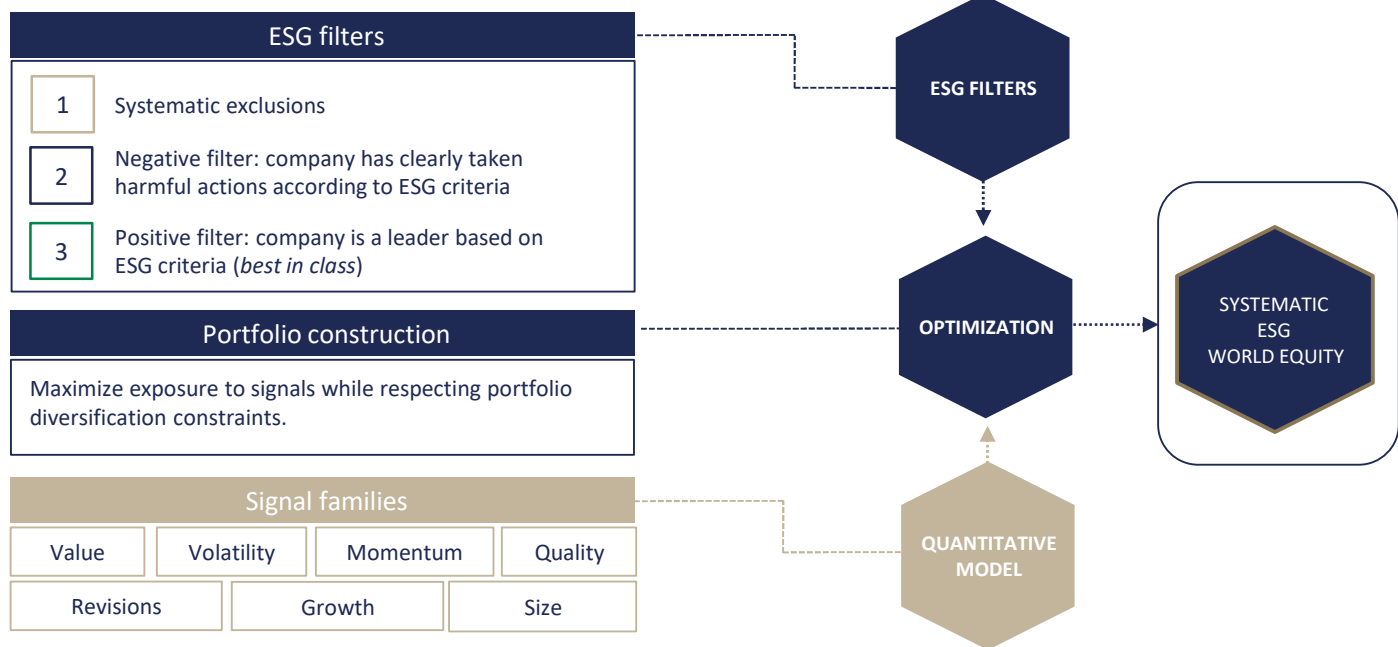 ESG filters
1
Systematic exclusions
2
Negative filter: company has clearly taken
harmful actions according to ESG criteria
3
Positive filter: company is a leader based on
ESG criteria (best in class)
Portfolio construction
Maximize exposure to signals while respecting portfolio
diversification constraints.
Signal families
Value
Volatility
Momentum
Quality
Revisions
Growth
Size
ESG FILTERS
OPTIMIZATION
QUANTITATIVE
MODEL
SYSTEMATIC
ESG
WORLD EQUITY